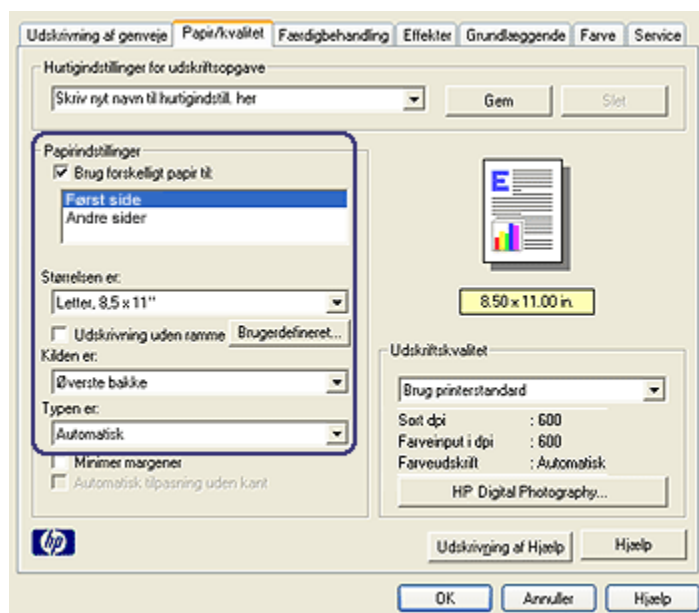 Udskrivning af genveje Papir/kvalitet Færdigbehandling Effekter Grundlæggende Farve Service
Hurtigindstillinger for udskriftsopgave
Skriv nyt navn til hurtigindstill. her Gem Slet
Papirindstillinger
Brug forskelligt papir til:
Først side
Andre sider
Størrelsen er:
Letter, 8,5 x 11"
Udskrivning uden ramme Brugerdefineret...
Kilden er:
Øverste bakke
Typen er:
Automatisk
Minimer margener
Automatisk tilpasning uden kant
E
8.50 x 11.00 in.
Udskriftskvalitet
Brug printerstandard
Sort dpi : 600
Farveinput i dpi : 600
Farveudskrift : Automatisk
HP Digital Photography...
hp
Udskrivning af Hjælp Hjælp
OK Annuller Hjælp